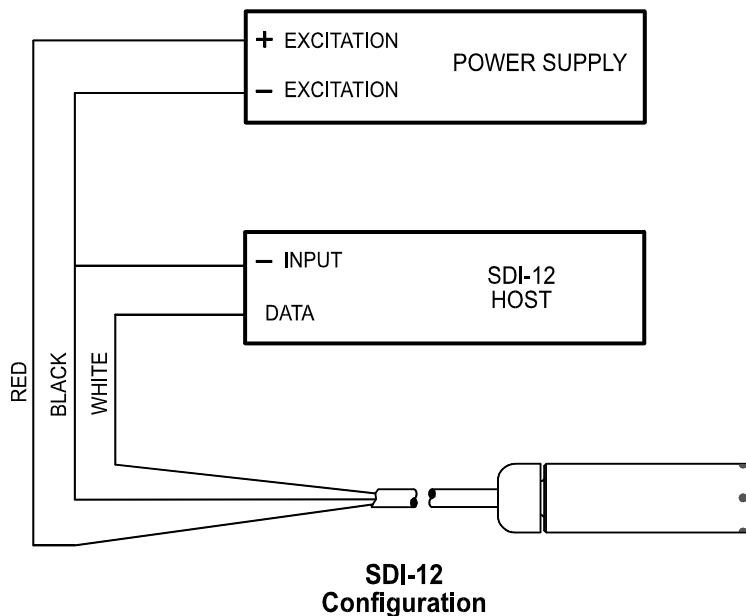 + EXCITATION
− EXCITATION
POWER SUPPLY
− INPUT
DATA
SDI-12
HOST
RED
BLACK
WHITE
SDI-12
Configuration